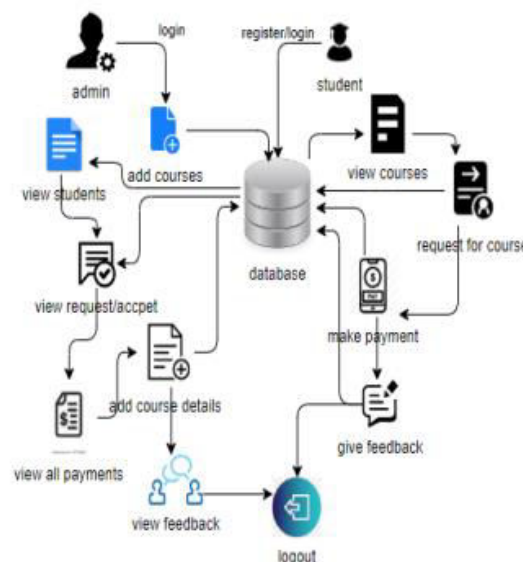 login
register/login
admin
student
add courses
view students
view courses
request for course
database
view request/accpet
make payment
PAY
add course details
give feedback
view all payments
view feedback
logout